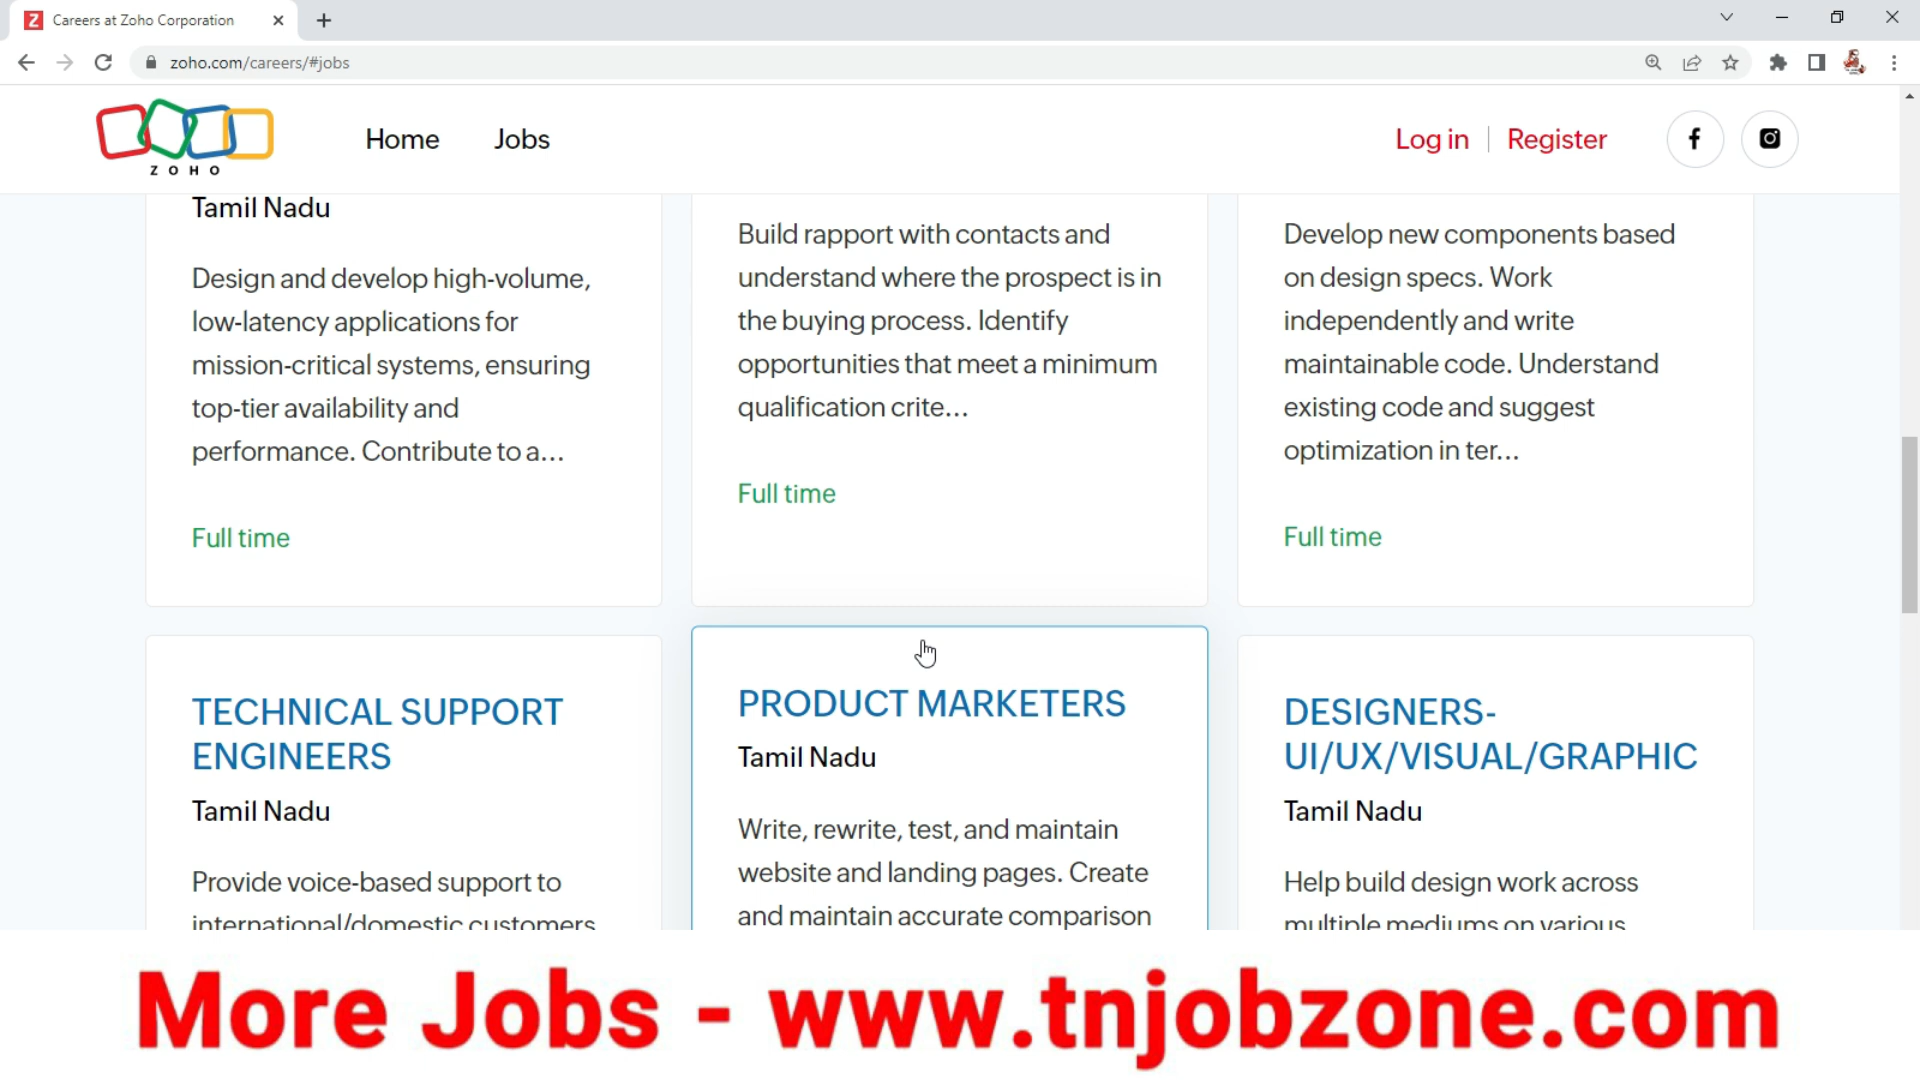 Careers at Zoho Corporation
zoho.com/careers/#jobs
ZOHO
Home
Jobs
Log in
Register
Tamil Nadu
Design and develop high-volume,
low-latency applications for
mission-critical systems, ensuring
top-tier availability and
performance. Contribute to a...
Full time
Build rapport with contacts and
understand where the prospect is in
the buying process. Identify
opportunities that meet a minimum
qualification crite...
Full time
Develop new components based
on design specs. Work
independently and write
maintainable code. Understand
existing code and suggest
optimization in ter...
Full time
TECHNICAL SUPPORT
ENGINEERS
Tamil Nadu
Provide voice-based support to
international/domestic customers
PRODUCT MARKETERS
Tamil Nadu
Write, rewrite, test, and maintain
website and landing pages. Create
and maintain accurate comparison
DESIGNERS-
UI/UX/VISUAL/GRAPHIC
Tamil Nadu
Help build design work across
multiple mediums on various
More Jobs - www.tnjobzone.com